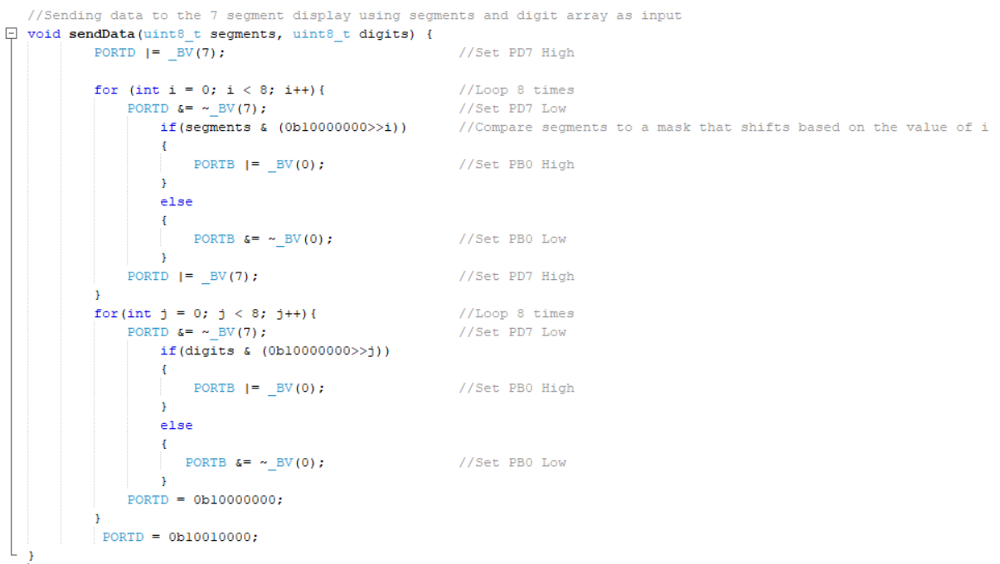 //Sending data to the 7 segment display using segments and digit array as input
void sendData(uint8_t segments, uint8_t digits) {
PORTD |= _BV(7); //Set PD7 High
for (int i = 0; i < 8; i++){ //Loop 8 times
PORTD &= ~_BV(7); //Set PD7 Low
if(segments & (0b10000000>>i)) //Compare segments to a mask that shifts based on the value of i
{
PORTB |= _BV(0); //Set PB0 High
}
else
{
PORTB &= ~_BV(0); //Set PB0 Low
}
PORTD |= _BV(7); //Set PD7 High
}
for(int j = 0; j < 8; j++){ //Loop 8 times
PORTD &= ~_BV(7); //Set PD7 Low
if(digits & (0b10000000>>j))
{
PORTB |= _BV(0); //Set PB0 High
}
else
{
PORTB &= ~_BV(0); //Set PB0 Low
}
PORTD = 0b10000000;
}
PORTD = 0b10010000;
}